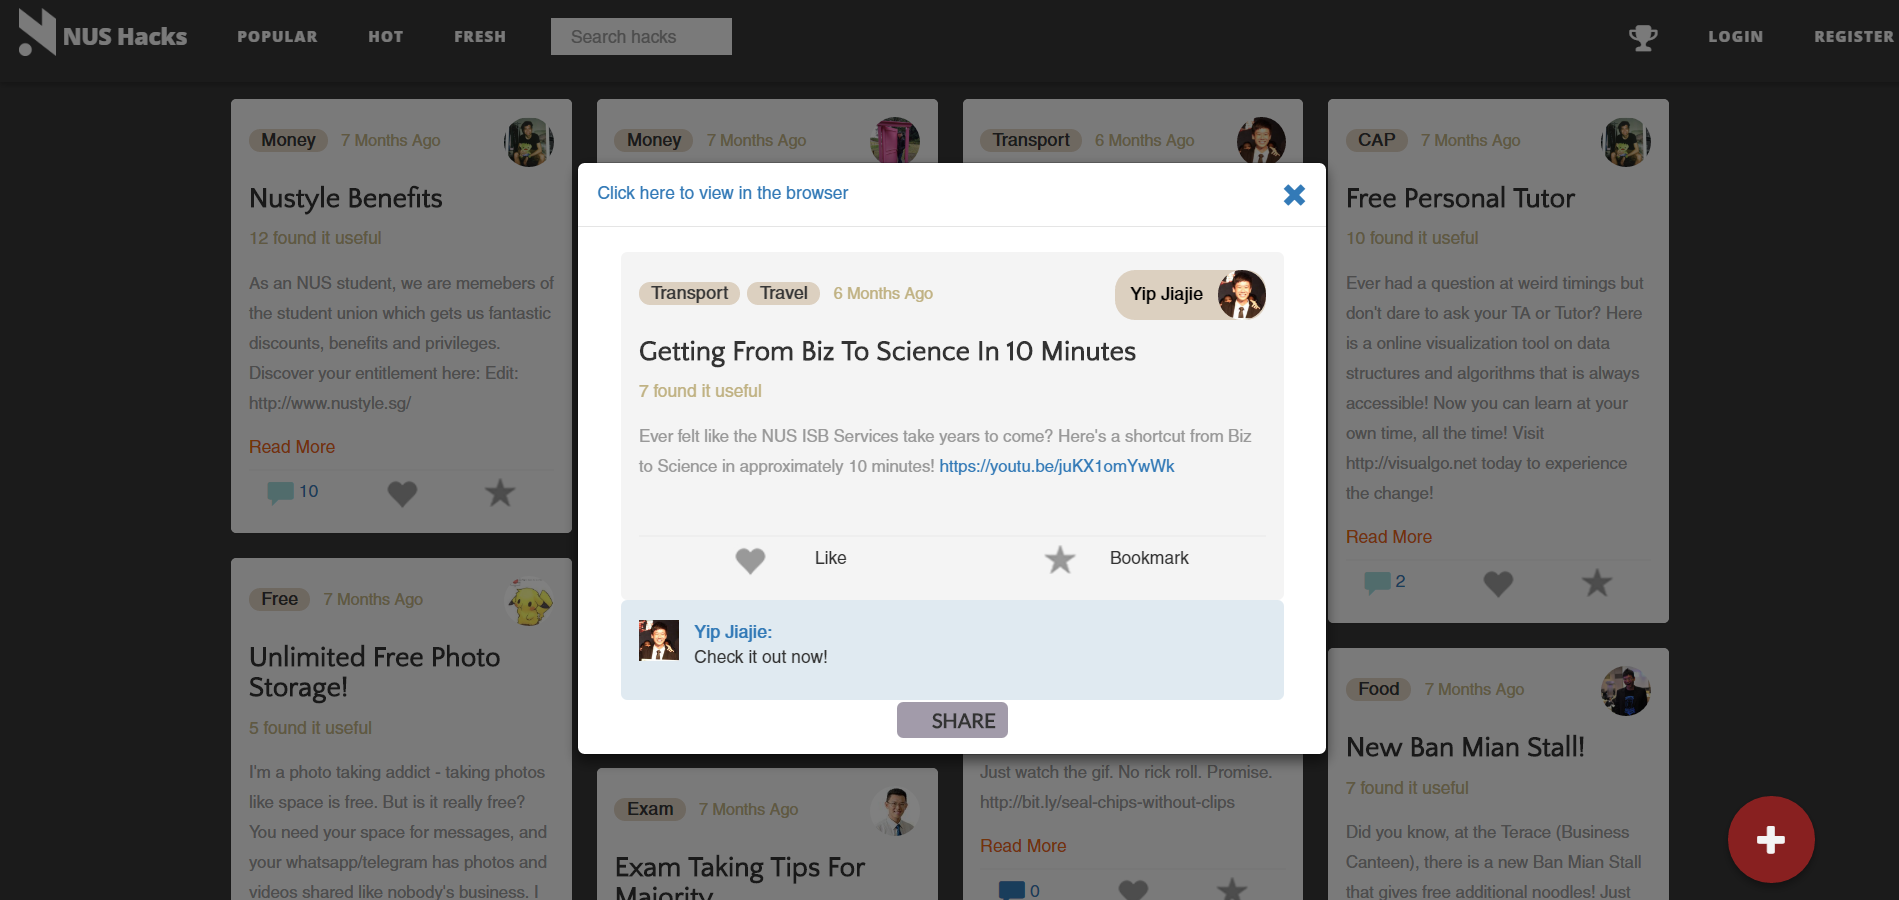 NUS Hacks
POPULAR
HOT
FRESH
Search hacks
LOGIN
REGISTER
Money
7 Months Ago
Nustyle Benefits
12 found it useful
As an NUS student, we are memebers of
the student union which gets us fantastic
discounts, benefits and privileges.
Discover your entitlement here: Edit:
http://www.nustyle.sg/
Read More
10
Free
7 Months Ago
Unlimited Free Photo
Storage!
5 found it useful
I'm a photo taking addict - taking photos
like space is free. But is it really free?
You need your space for messages, and
your whatsapp/telegram has photos and
videos shared like nobody's business. I
Money
7 Months Ago
Transport
6 Months Ago
Click here to view in the browser
Transport
Travel
6 Months Ago
Yip Jiajie
Getting From Biz To Science In 10 Minutes
7 found it useful
Ever felt like the NUS ISB Services take years to come? Here's a shortcut from Biz
to Science in approximately 10 minutes! https://youtu.be/juKX1omYwWk
Like
Bookmark
Yip Jiajie:
Check it out now!
SHARE
Exam
7 Months Ago
Exam Taking Tips For
Majority
Just watch the gif. No rick roll. Promise.
http://bit.ly/seal-chips-without-clips
Read More
0
CAP
7 Months Ago
Free Personal Tutor
10 found it useful
Ever had a question at weird timings but
don't dare to ask your TA or Tutor? Here
is a online visualization tool on data
structures and algorithms that is always
accessible! Now you can learn at your
own time, all the time! Visit
http://visualgo.net today to experience
the change!
Read More
2
Food
7 Months Ago
New Ban Mian Stall!
7 found it useful
Did you know, at the Terace (Business
Canteen), there is a new Ban Mian Stall
that gives free additional noodles! Just